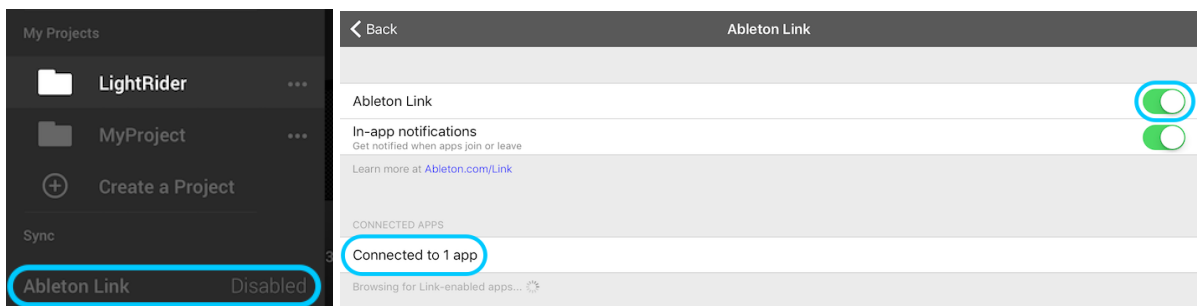 My Projects
LightRider
MyProject
Create a Project
Sync
Ableton Link Disabled
3
Back Ableton Link
Ableton Link
In-app notifications
Get notified when apps join or leave
Learn more at Ableton.com/Link
CONNECTED APPS
Connected to 1 app
Browsing for Link-enabled apps...